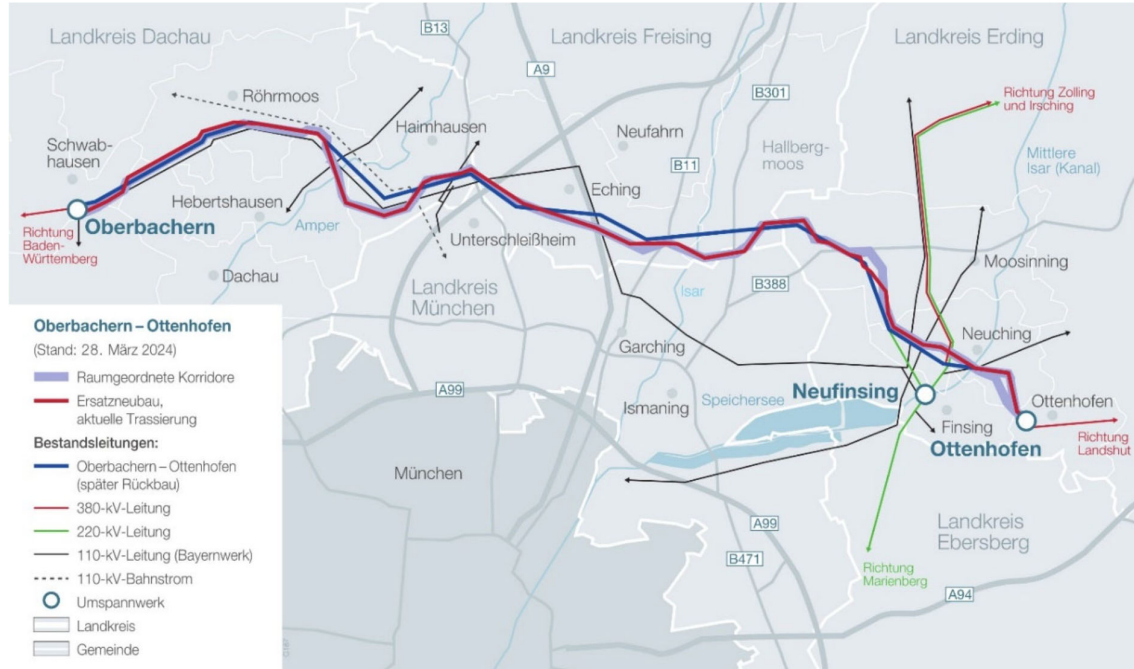 Landkreis Dachau
B13
Landkreis Freising
Landkreis Erding
A9
B301
Richtung Zolling
und Irsching
Röhrmoos
Haimhausen
Neufahrn
Hallberg-
moos
Mittlere
Isar (Kanal)
Schwab-
hausen
B11
Eching
Hebertshausen
Oberbachern
Amper
Unterschleißheim
Richtung
Baden-
Württemberg
Dachau
Landkreis
München
Isar
B388
Moosinning
Garching
Neuching
Neufinsing
A99
Ismaning
Speichersee
Ottenhofen
Finsing
Ottenhofen
Richtung
Landshut
München
A99
B471
Landkreis
Ebersberg
Richtung
Marienberg
A94
Oberbachern – Ottenhofen
(Stand: 28. März 2024)
Raumgeordnete Korridore
Ersatzneubau,
aktuelle Trassierung
Bestandsleitungen:
Oberbachern – Ottenhofen
(später Rückbau)
380-kV-Leitung
220-kV-Leitung
110-kV-Leitung (Bayernwerk)
110-kV-Bahnstrom
Umspannwerk
Landkreis
Gemeinde